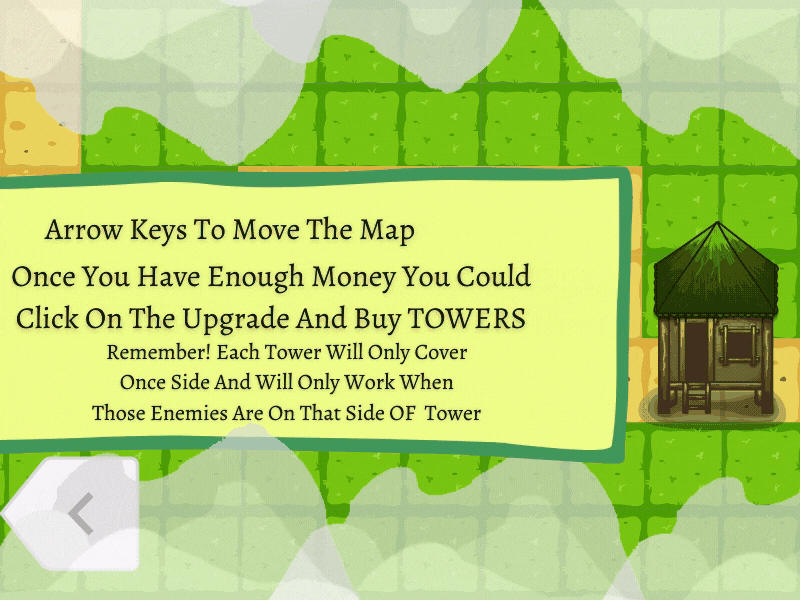 Arrow Keys To Move The Map
Once You Have Enough Money You Could
Click On The Upgrade And Buy TOWERS
Remember! Each Tower Will Only Cover
Once Side And Will Only Work When
Those Enemies Are On That Side OF Tower